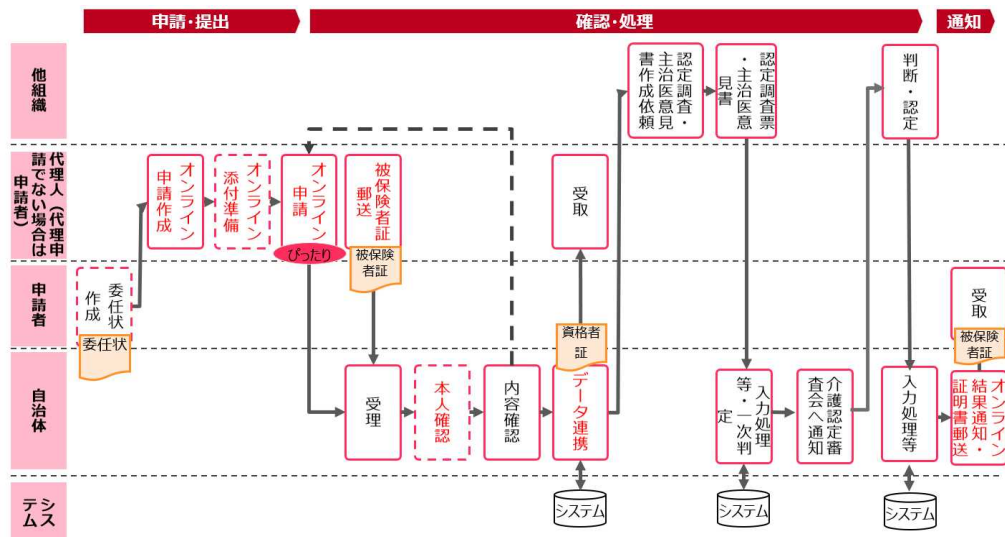 申請・提出
確認・処理
通知
他組織
認定調査・
主治医意見
書作成依頼
認定調査票
・主治医意
見書
判断・認定
代理人（代理申
請でない場合は
申請者）
オンライン
申請作成
オンライン
添付準備
オンライン
申請
ぴったり
被保険者証
郵送
被保険
者証
受取
申請者
委任状
作成
委任状
資格者
証
受取
被保険
者証
自治体
受理
本人確認
内容確認
データ連携
入力処理
等・一次判
定
介護認定審
査会へ通知
入力処理等
オンライン
結果通知・
証明書郵送
シス
テム
システム
システム
システム